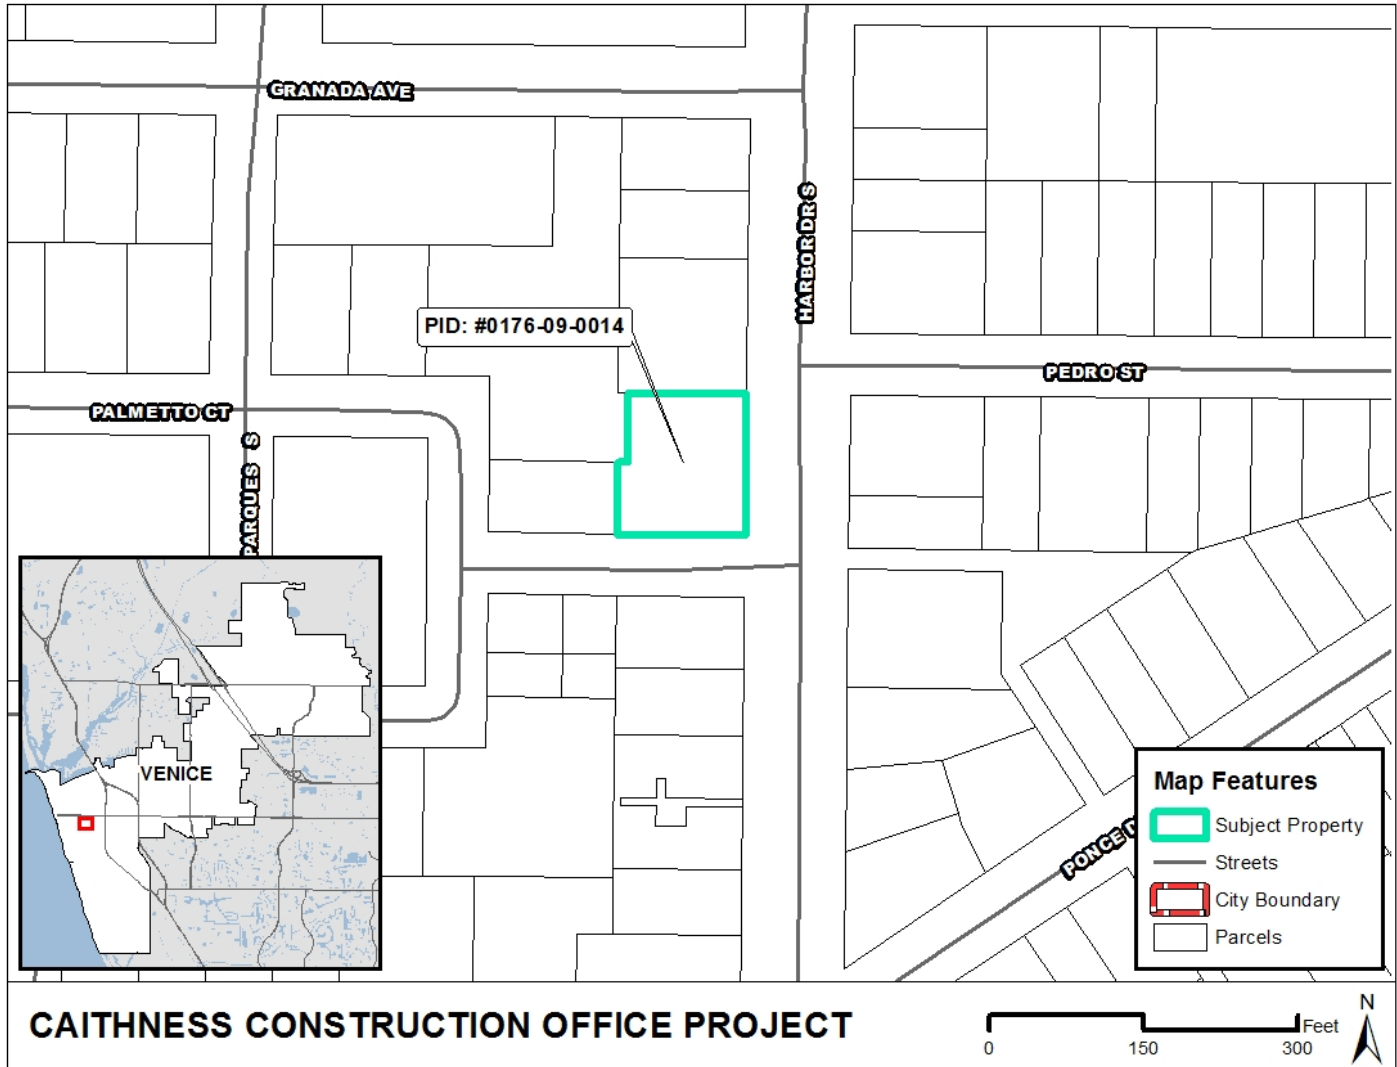 GRANADA AVE
HARBOR DR S
PID: #0176-09-0014
PEDRO ST
PALMETTO CT
PARQUES S
VENICE
PONCE
Map Features
Subject Property
Streets
City Boundary
Parcels
CAITHNESS CONSTRUCTION OFFICE PROJECT
0 150 300 Feet
N